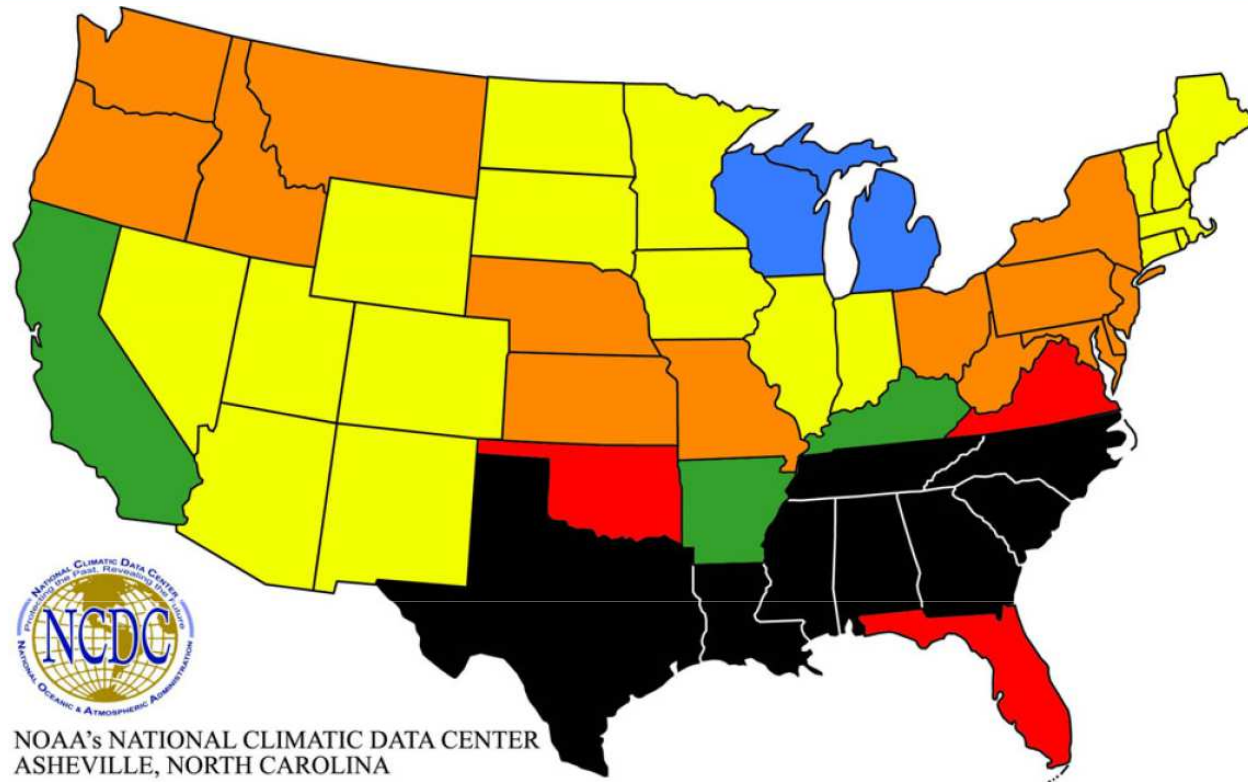 NATIONAL CLIMATIC DATA CENTER
Protecting the Past, Revealing the Future
NCDC
NATIONAL OCEANIC & ATMOSPHERIC ADMINISTRATION
NOAA's NATIONAL CLIMATIC DATA CENTER
ASHEVILLE, NORTH CAROLINA